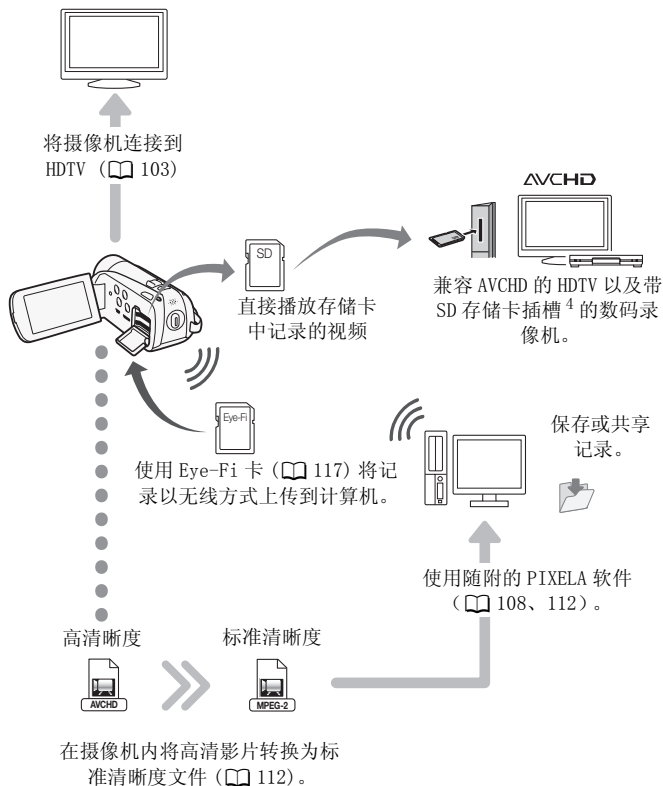 将摄像机连接到
HDTV (📖 103)
AVCHD
SD
直接播放存储卡
中记录的视频
兼容 AVCHD 的 HDTV 以及带
SD 存储卡插槽 4 的数码录
像机。
Eye-Fi
使用 Eye-Fi 卡 (📖 117) 将记
录以无线方式上传到计算机。
保存或共享
记录。
使用随附的 PIXELA 软件
(📖 108、112)。
高清晰度
标准清晰度
AVCHD
MPEG-2
在摄像机内将高清影片转换为标
准清晰度文件 (📖 112)。